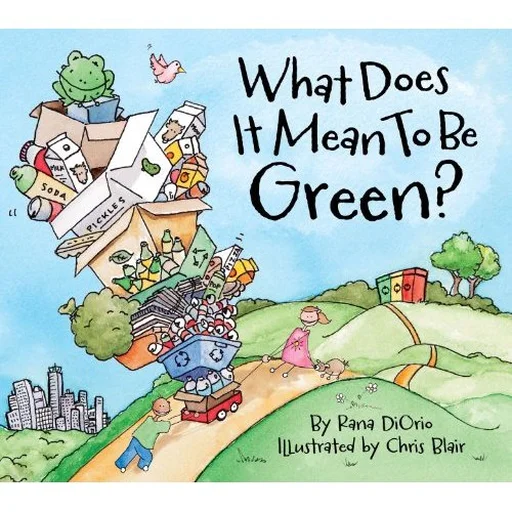 What Does
It Mean To Be
Green?
SODA
PICKLES
By Rana DiOrio
Illustrated by Chris Blair